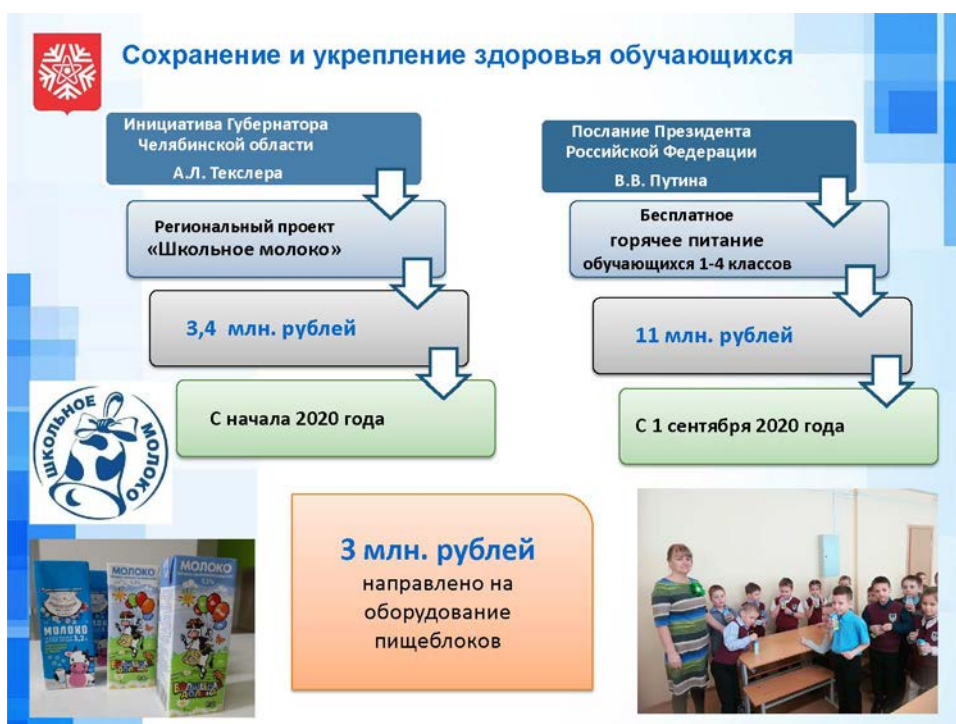 Сохранение и укрепление здоровья обучающихся
Инициатива Губернатора
Челябинской области
А.Л. Текслера
Региональный проект
«Школьное молоко»
3,4 млн. рублей
С начала 2020 года
Послание Президента
Российской Федерации
В.В. Путина
Бесплатное
горячее питание
обучающихся 1-4 классов
11 млн. рублей
С 1 сентября 2020 года
ШКОЛЬНОЕ МОЛОКО
3 млн. рублей
направлено на
оборудование
пищеблоков
МОЛОКО
МОЛОКО
МОЛОКО